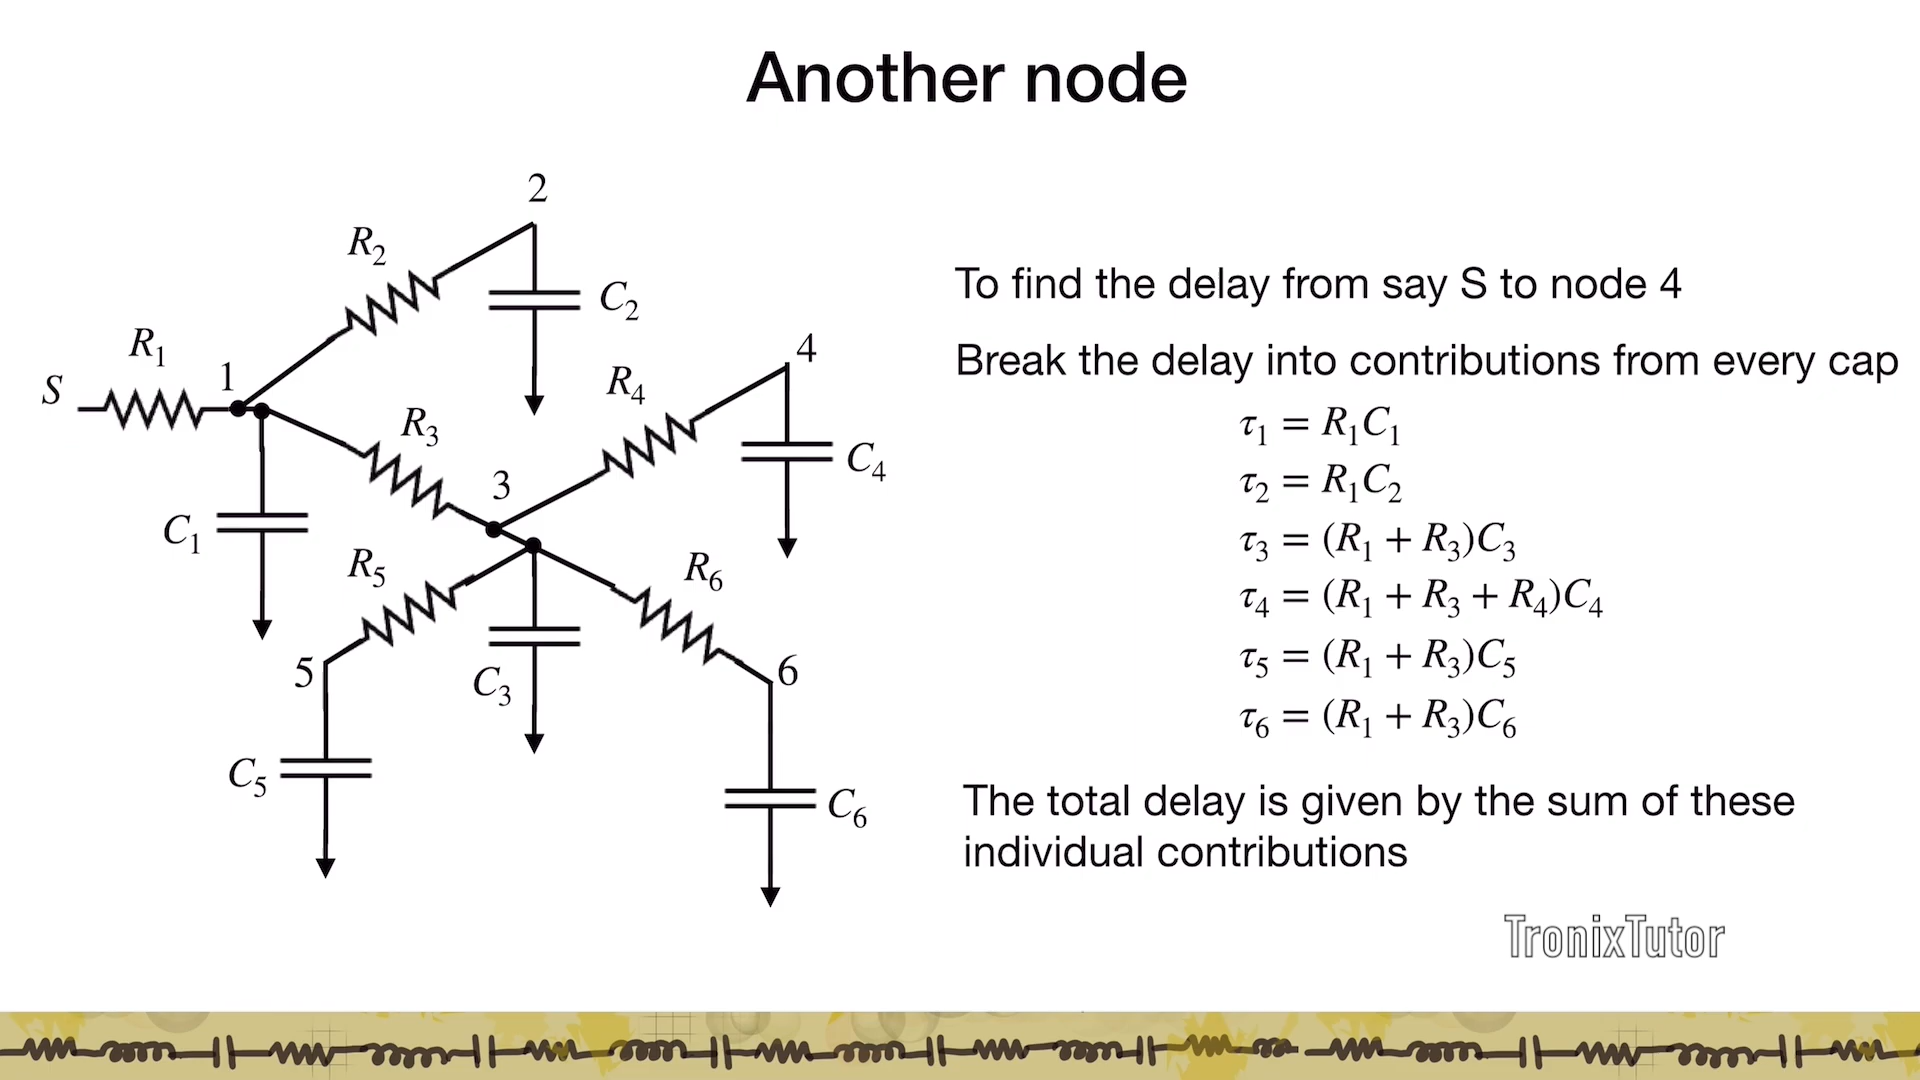 Another node
2
R₂
C₂
R₁
S
1
4
R₄
R₃
C₄
3
C₁
R₅
R₆
5
C₃
6
C₅
C₆
To find the delay from say S to node 4
Break the delay into contributions from every cap
τ₁ = R₁C₁
τ₂ = R₁C₂
τ₃ = (R₁ + R₃)C₃
τ₄ = (R₁ + R₃ + R₄)C₄
τ₅ = (R₁ + R₃)C₅
τ₆ = (R₁ + R₃)C₆
The total delay is given by the sum of these
individual contributions
TronixTutor